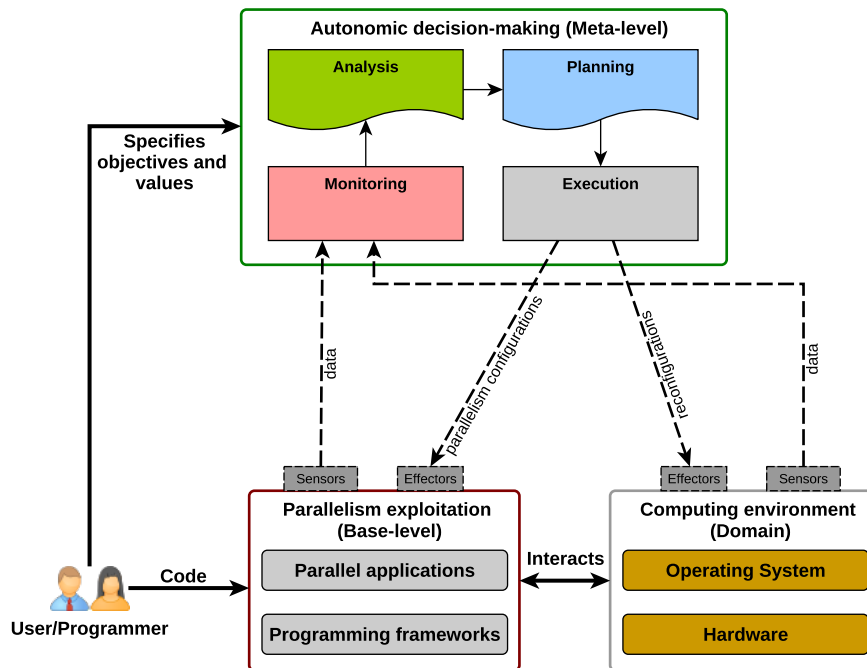 Autonomic decision-making (Meta-level)
Analysis
Planning
Specifies
objectives and
values
Monitoring
Execution
data
parallelism configurations
reconfigurations
data
Sensors
Effectors
Effectors
Sensors
Parallelism exploitation
(Base-level)
Computing environment
(Domain)
Code
Parallel applications
Interacts
Operating System
User/Programmer
Programming frameworks
Hardware